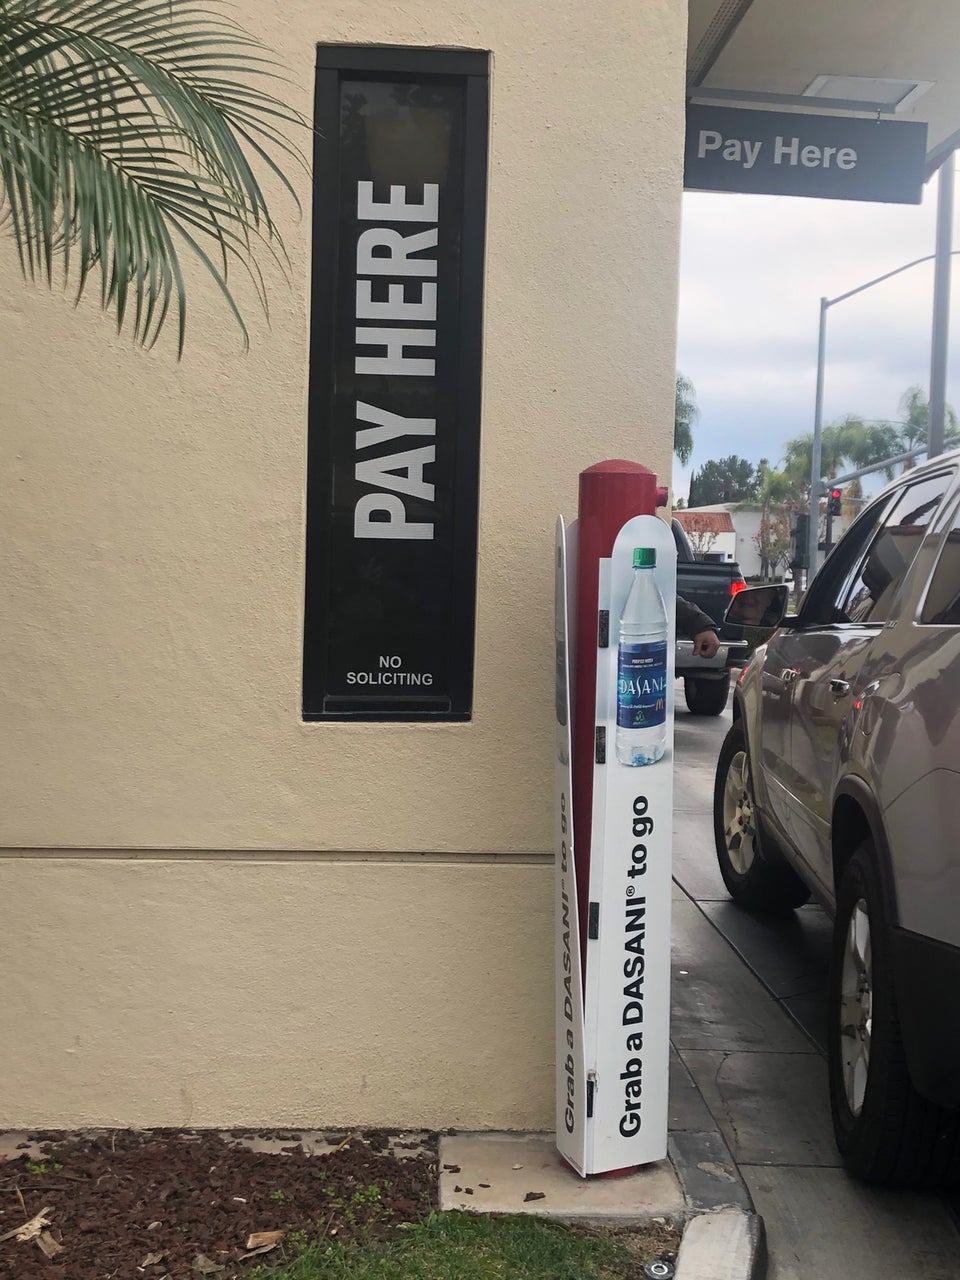 Pay Here
PAY HERE
NO
SOLICITING
DASANI
Grab a DASANI® to go
Grab a DASANI® to go